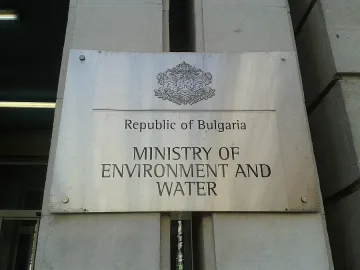 Republic of Bulgaria
MINISTRY OF
ENVIRONMENT AND
WATER